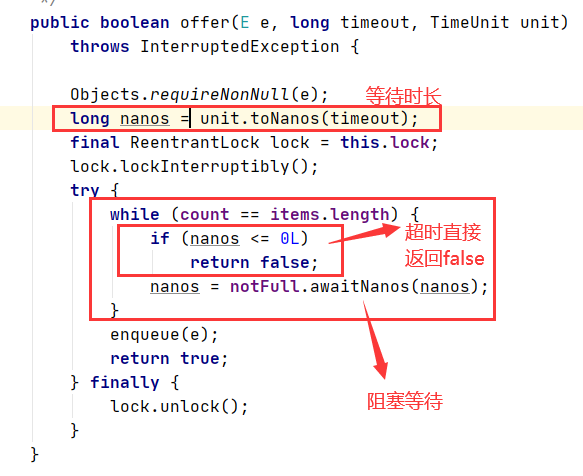 */
public boolean offer(E e, long timeout, TimeUnit unit)
throws InterruptedException {
Objects.requireNonNull(e);
等待时长
long nanos = unit.toNanos(timeout);
final ReentrantLock lock = this.lock;
lock.lockInterruptibly();
try {
while (count == items.length) {
if (nanos <= 0L)
return false;
超时直接
返回false
nanos = notFull.awaitNanos(nanos);
}
enqueue(e);
return true;
} finally {
阻塞等待
lock.unlock();
}
}